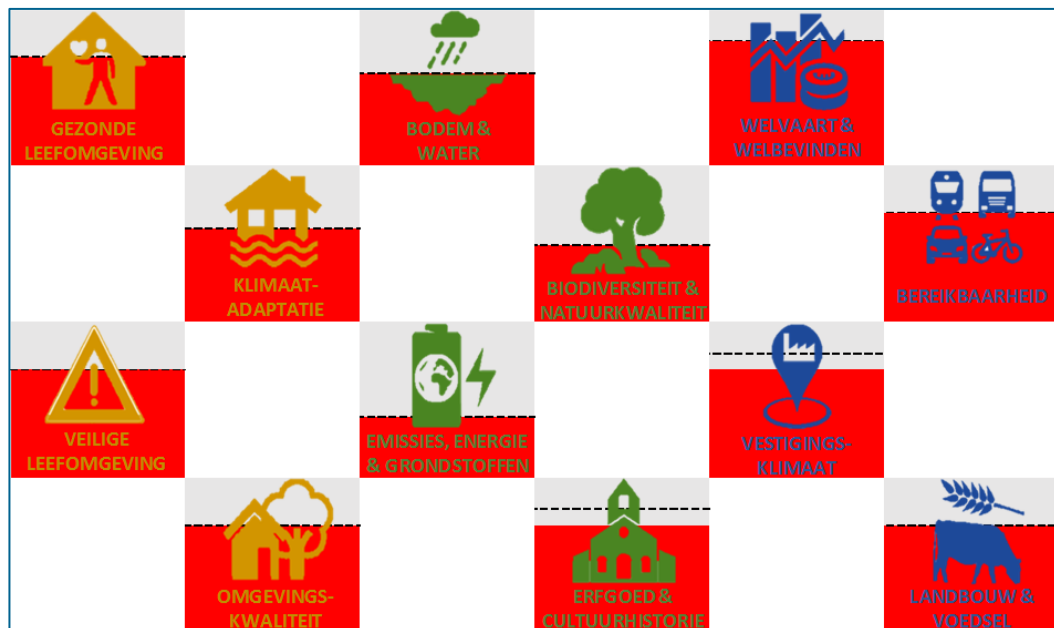 GEZONDE
LEEFOMGEVING
BODEM &
WATER
WELVAART &
WELBEVINDEN
KLIMAAT-
ADAPTATIE
BIODIVERSITEIT &
NATUURKWALITEIT
BEREIKBAARHEID
VEILIGE
LEEFOMGEVING
EMISSIES, ENERGIE
& GRONDSTOFFEN
VESTIGINGS-
KLIMAAT
OMGEVINGS-
KWALITEIT
ERFGOED &
CULTUURHISTORIE
LANDBOUW &
VOEDSEL